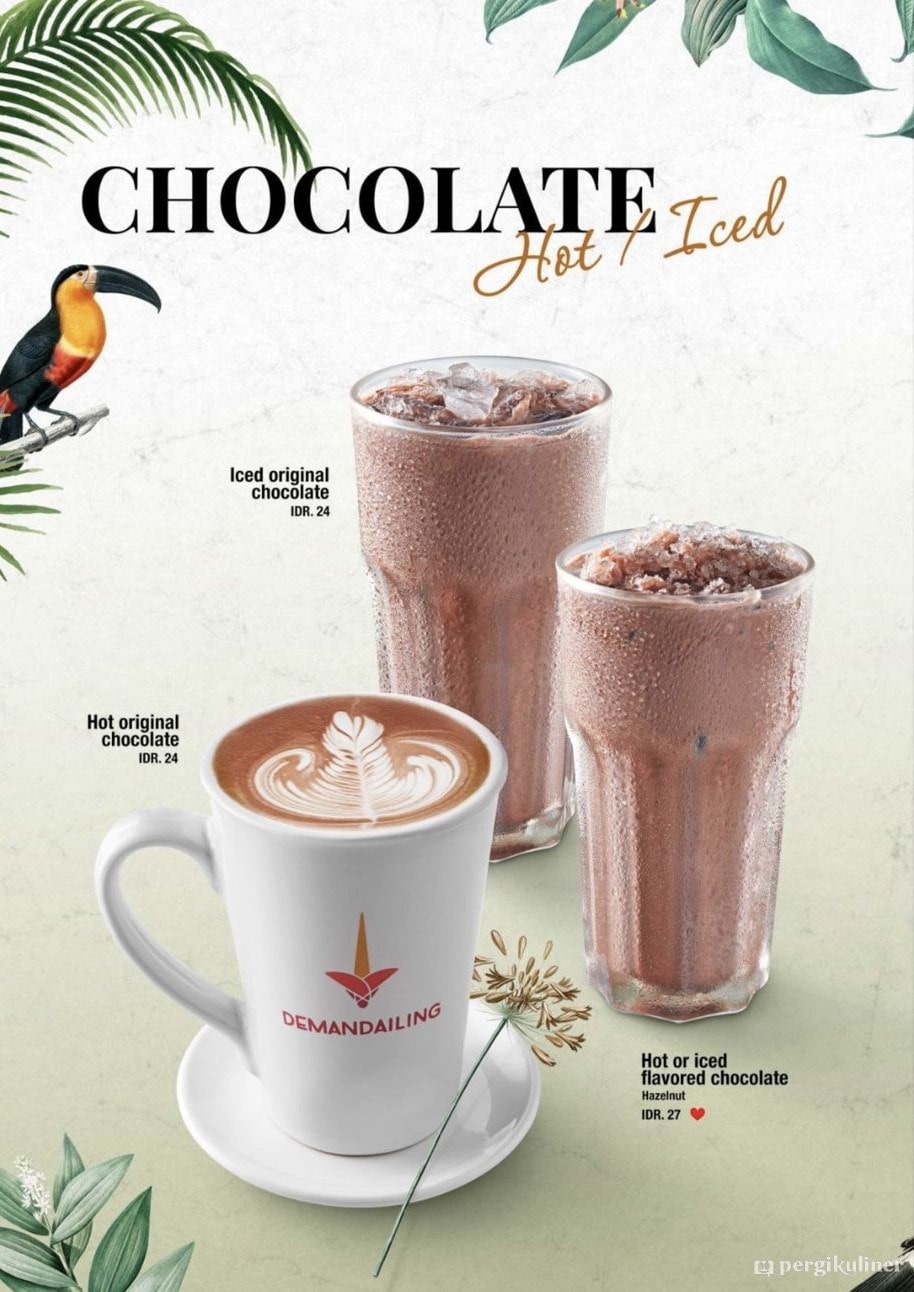 CHOCOLATE
Hot / Iced
Iced original
chocolate
IDR. 24
Hot original
chocolate
IDR. 24
DEMANDAILING
Hot or iced
flavored chocolate
Hazelnut
IDR. 27
pergikuliner